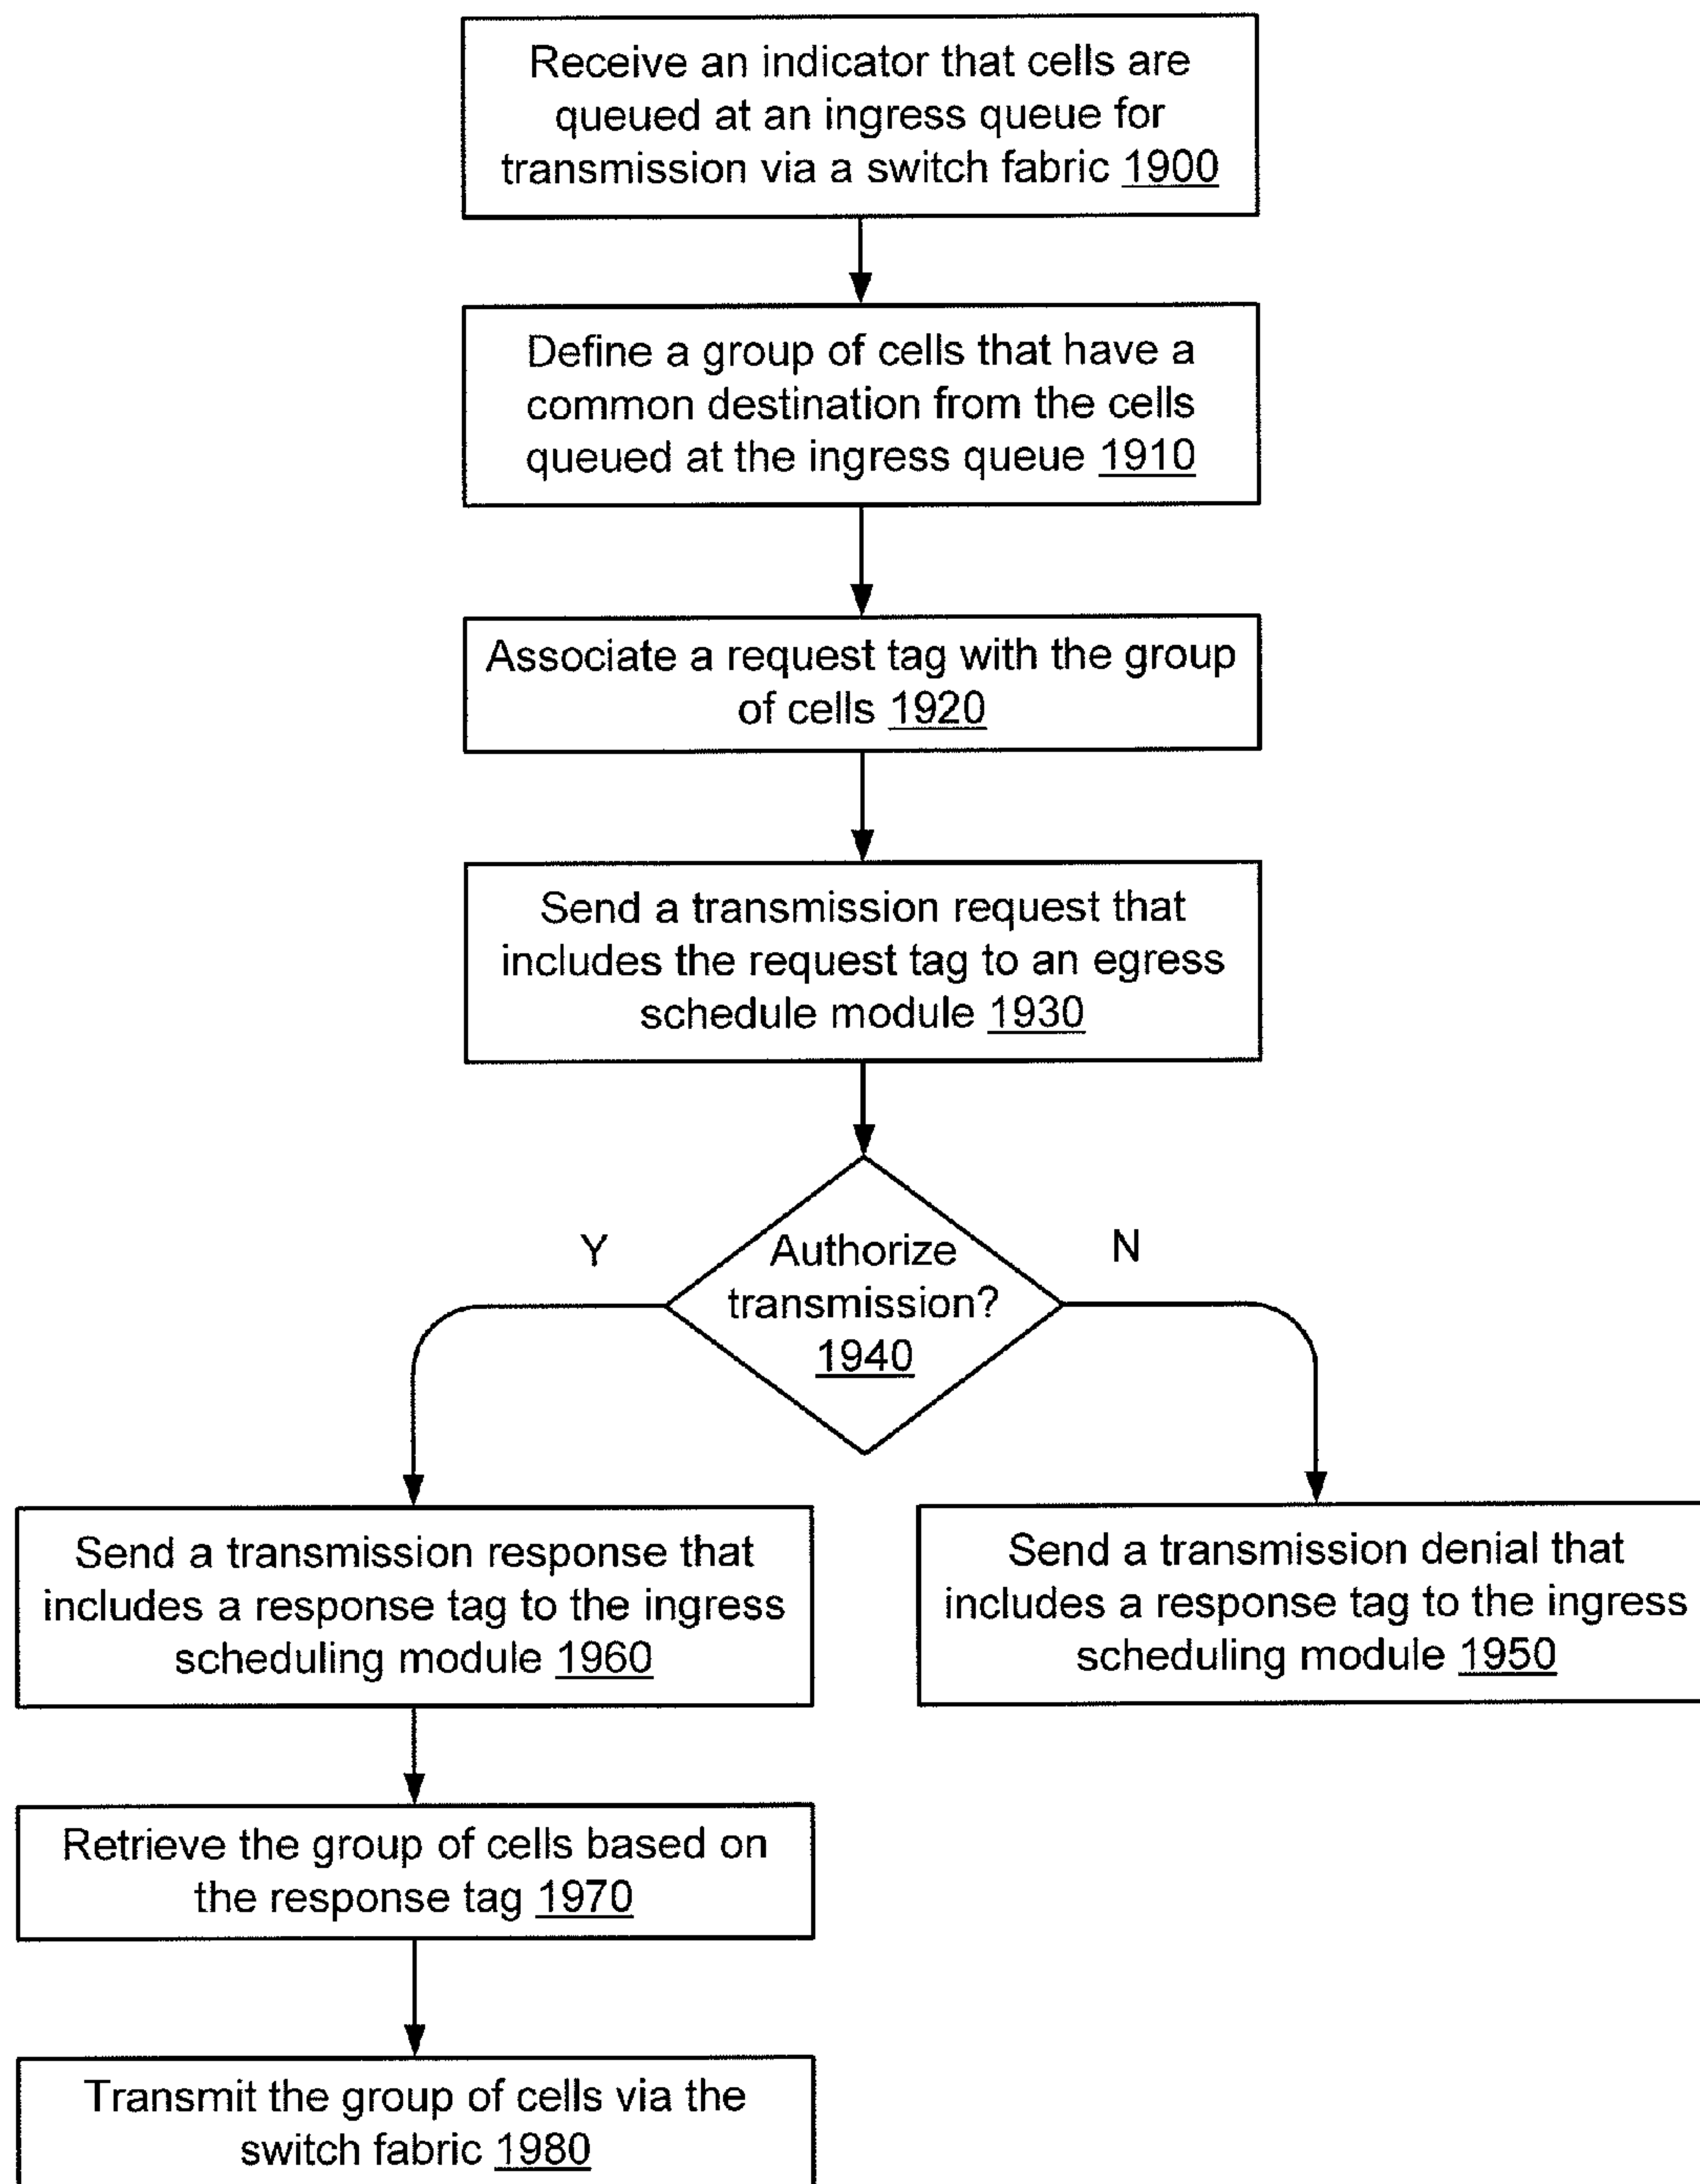 Receive an indicator that cells are
queued at an ingress queue for
transmission via a switch fabric 1900
Define a group of cells that have a
common destination from the cells
queued at the ingress queue 1910
Associate a request tag with the group
of cells 1920
Send a transmission request that
includes the request tag to an egress
schedule module 1930
Y
N
Authorize
transmission?
1940
Send a transmission response that
includes a response tag to the ingress
scheduling module 1960
Send a transmission denial that
includes a response tag to the ingress
scheduling module 1950
Retrieve the group of cells based on
the response tag 1970
Transmit the group of cells via the
switch fabric 1980